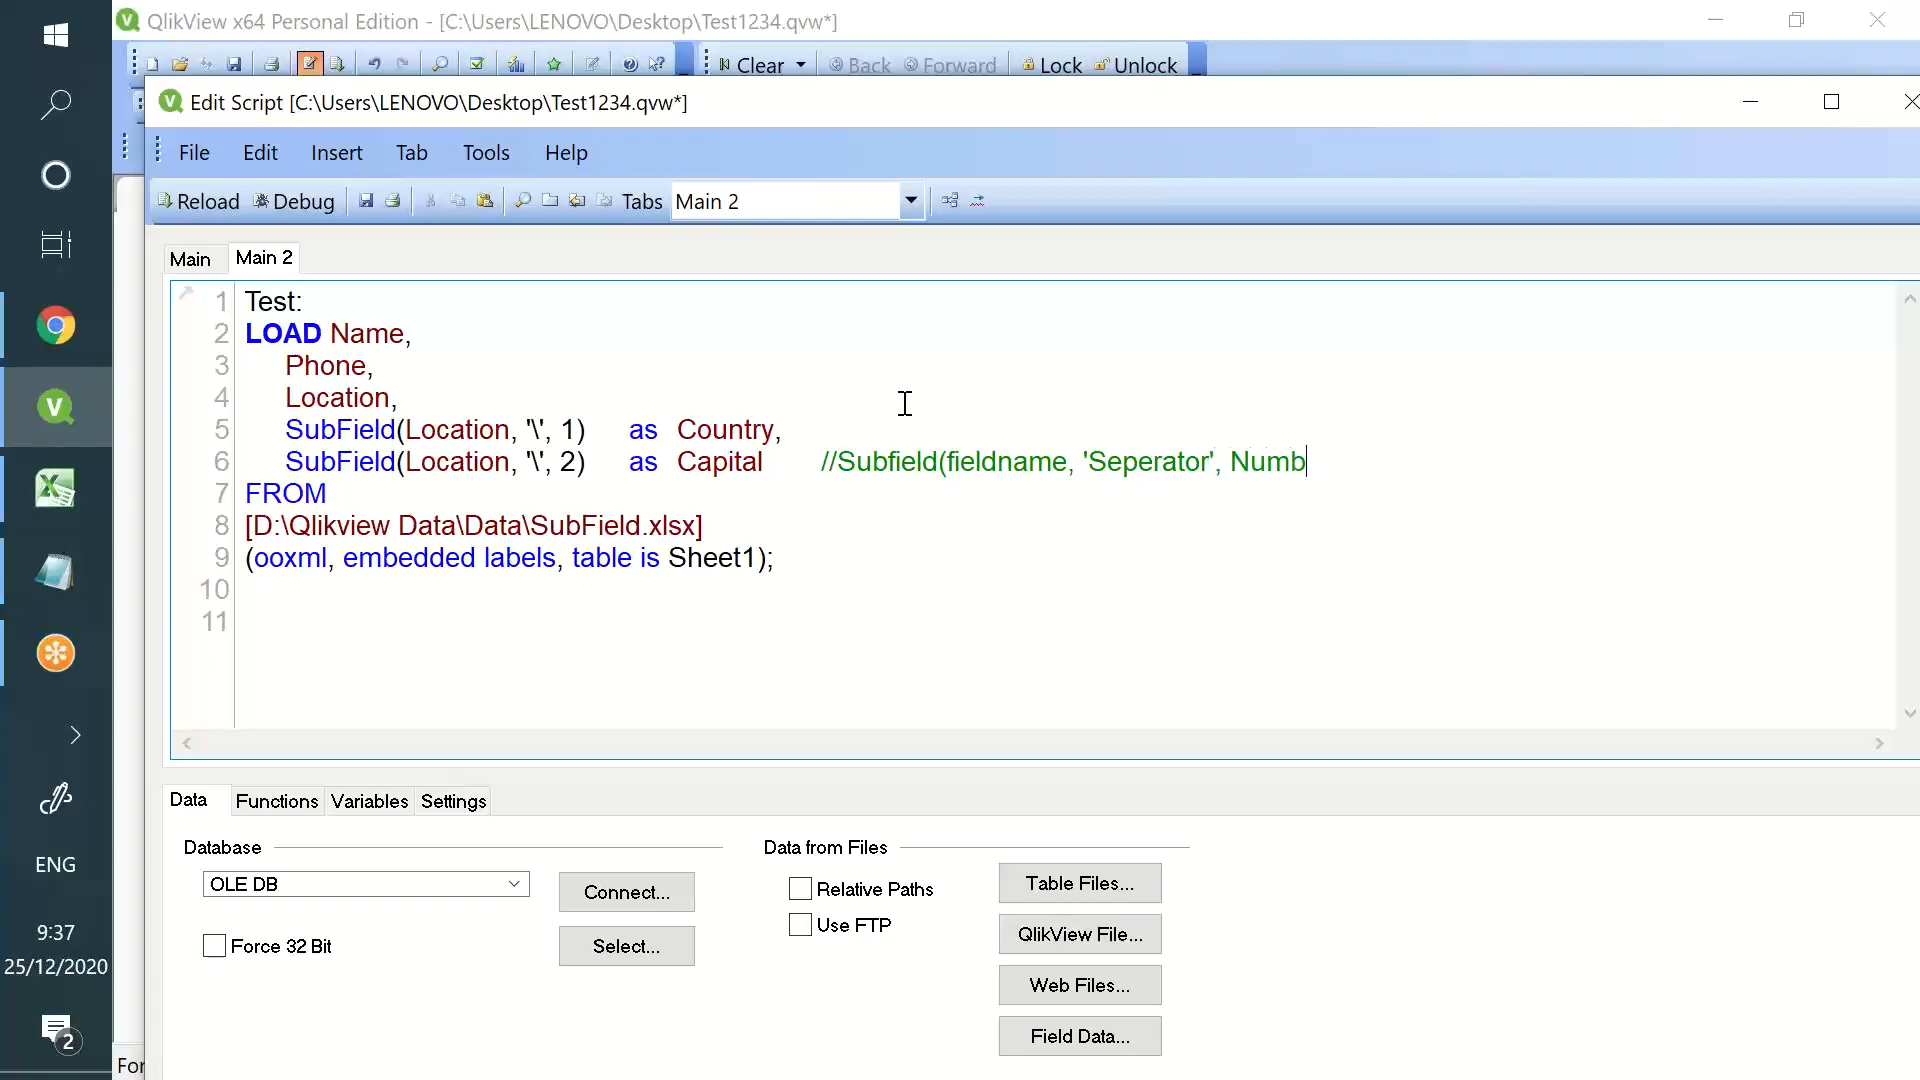 QlikView x64 Personal Edition - [C:\Users\LENOVO\Desktop\Test1234.qvw*]
Clear Back Forward Lock Unlock
Edit Script [C:\Users\LENOVO\Desktop\Test1234.qvw*]
File Edit Insert Tab Tools Help
Reload Debug Tabs Main 2
Main Main 2
1 Test:
2 LOAD Name,
3 Phone,
4 Location,
5 SubField(Location, '\', 1) as Country,
6 SubField(Location, '\', 2) as Capital //Subfield(fieldname, 'Seperator', Numb
7 FROM
8 [D:\Qlikview Data\Data\SubField.xlsx]
9 (ooxml, embedded labels, table is Sheet1);
10
11
Data Functions Variables Settings
Database
OLE DB
Connect...
Force 32 Bit
Select...
Data from Files
Relative Paths
Use FTP
Table Files...
QlikView File...
Web Files...
Field Data...
ENG
9:37
25/12/2020
2
For